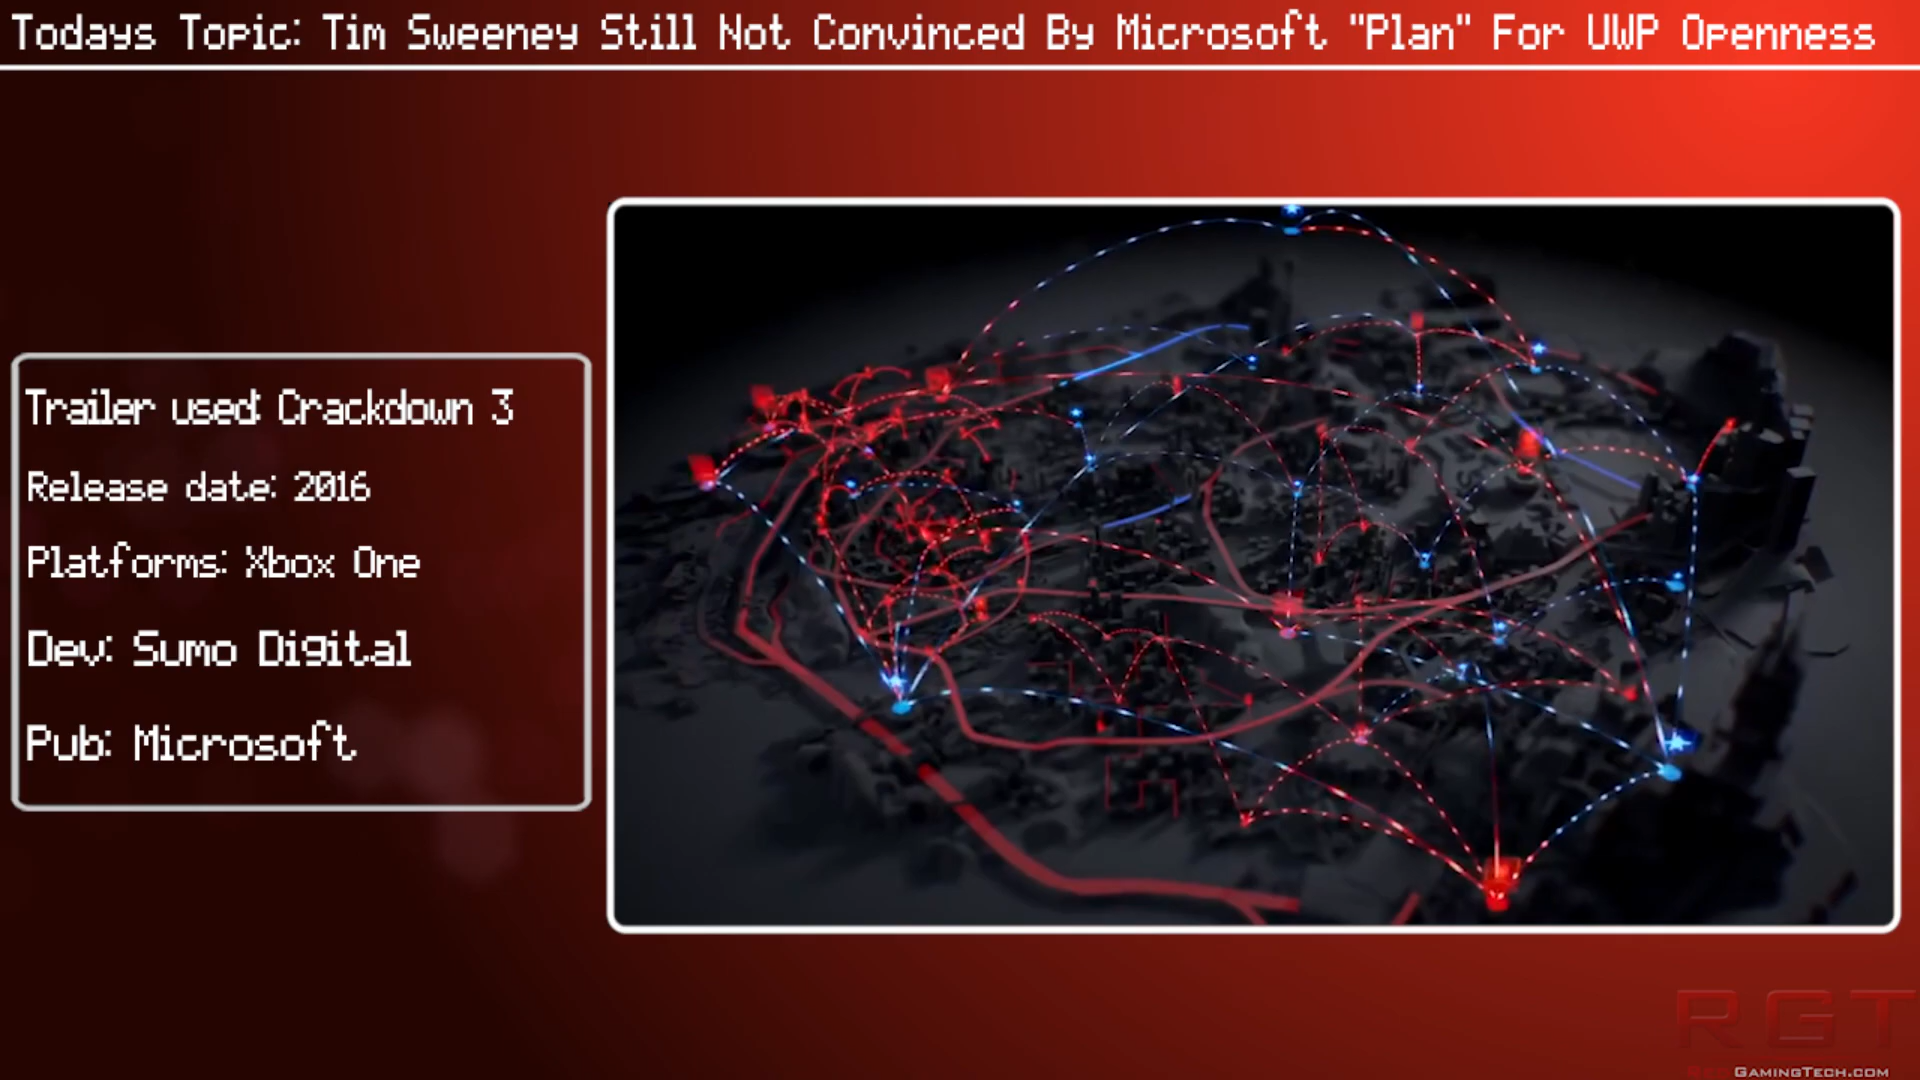 Todays Topic: Tim Sweeney Still Not Convinced By Microsoft "Plan" For UWP Openness
Trailer used: Crackdown 3
Release date: 2016
Platforms: Xbox One
Dev: Sumo Digital
Pub: Microsoft
RGT
GamingTech.com